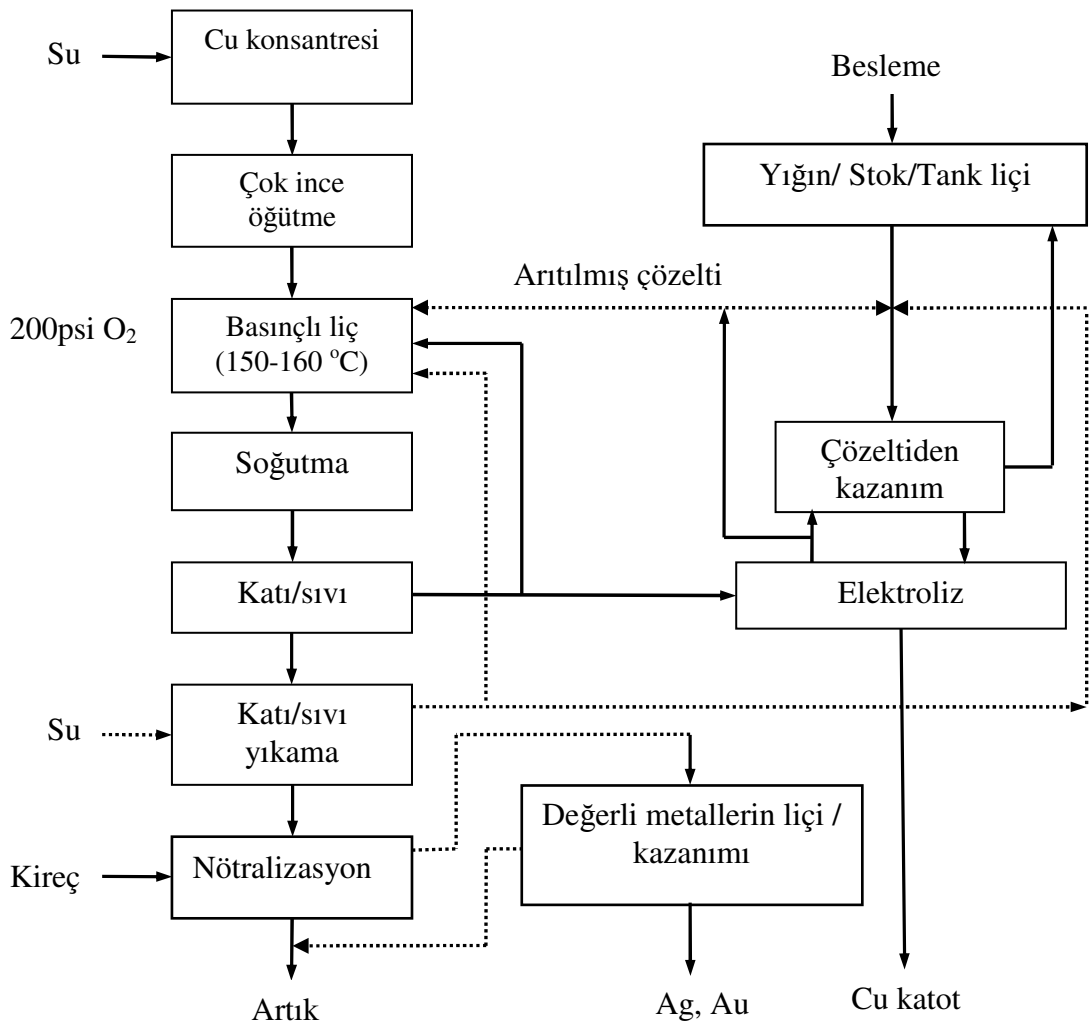 Su
Cu konsantresi
Besleme
Çok ince
öğütme
Yığın/ Stok/Tank liçi
Arıtılmış çözelti
200psi O₂
Basınçlı liç
(150-160 °C)
Soğutma
Çözeltiden
kazanım
Katı/sıvı
Elektroliz
Su
Katı/sıvı
yıkama
Değerli metallerin liçi /
kazanımı
Kireç
Nötralizasyon
Artık
Ag, Au
Cu katot